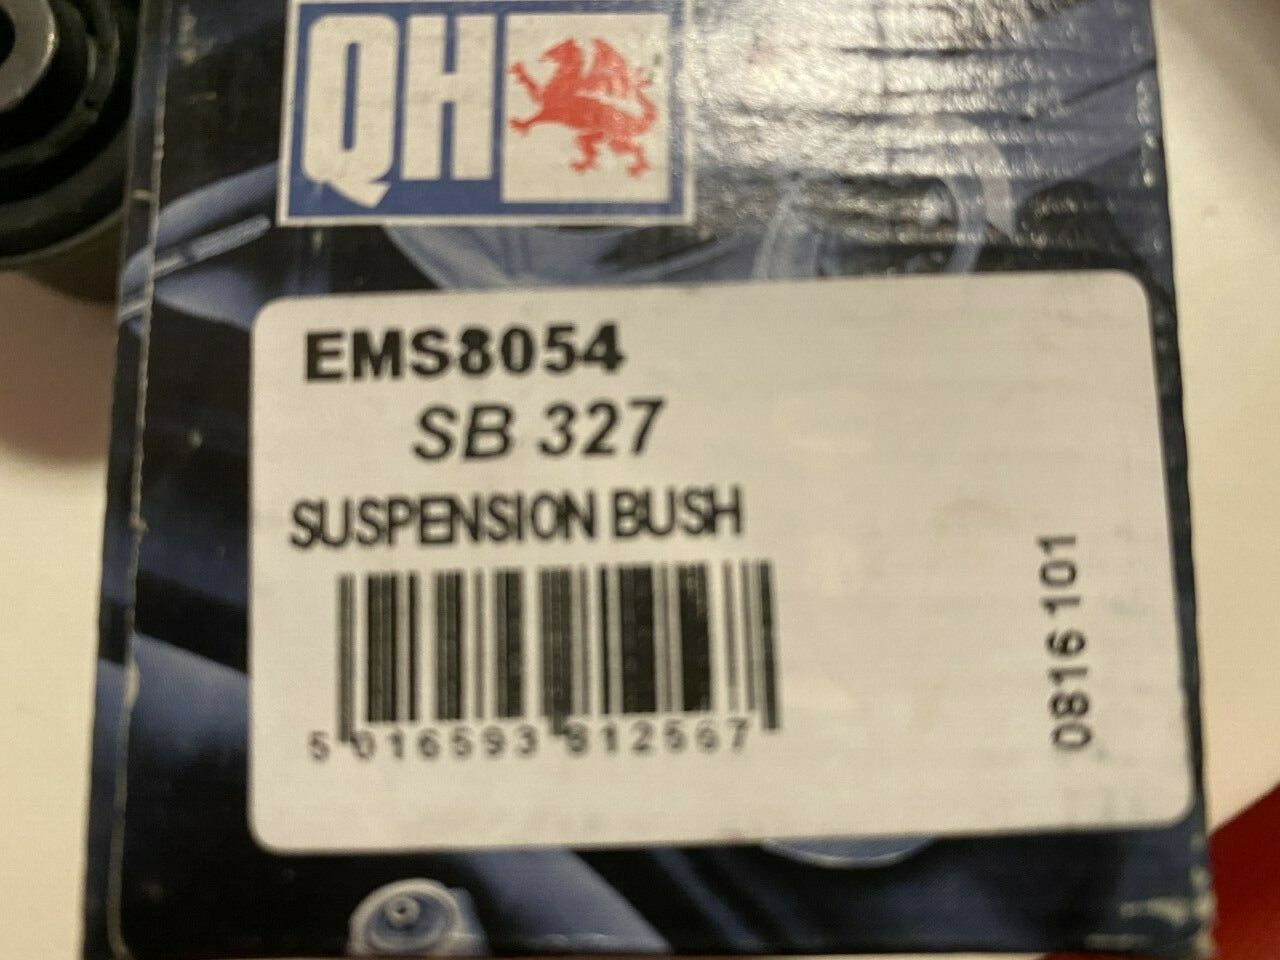 QH
EMS8054
SB 327
SUSPENSION BUSH
5 016593 812567
0816 101